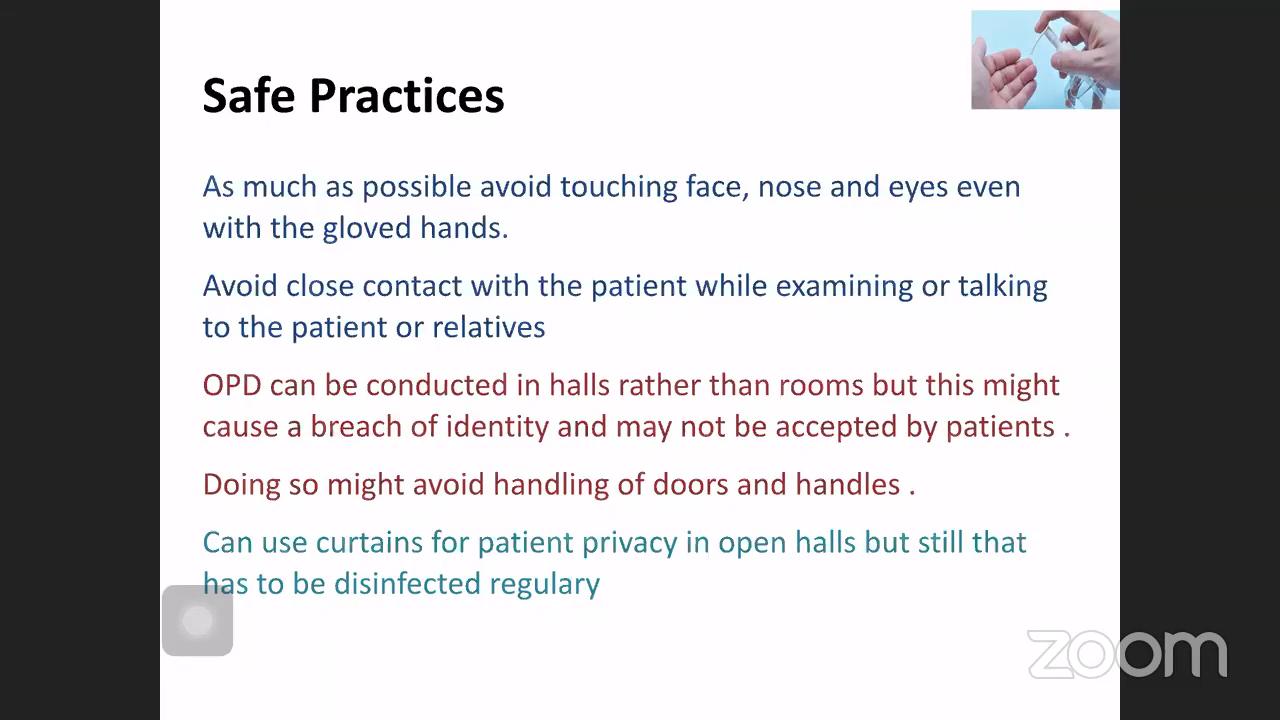 Safe Practices
As much as possible avoid touching face, nose and eyes even
with the gloved hands.
Avoid close contact with the patient while examining or talking
to the patient or relatives
OPD can be conducted in halls rather than rooms but this might
cause a breach of identity and may not be accepted by patients .
Doing so might avoid handling of doors and handles .
Can use curtains for patient privacy in open halls but still that
has to be disinfected regulary
zoom